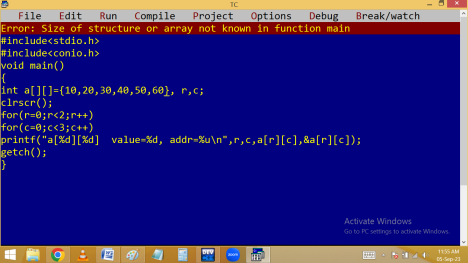 TC
File Edit Run Compile Project Options Debug Break/watch
Error: Size of structure or array not known in function main
#include<stdio.h>
#include<conio.h>
void main()
{
int a[][]={10,20,30,40,50,60}, r,c;
clrscr();
for(r=0;r<2;r++)
for(c=0;c<3;c++)
printf("a[%d][%d]  value=%d, addr=%u\n",r,c,a[r][c],&a[r][c]);
getch();
}
Activate Windows
Go to PC settings to activate Windows.
11:55 AM
05-Sep-23